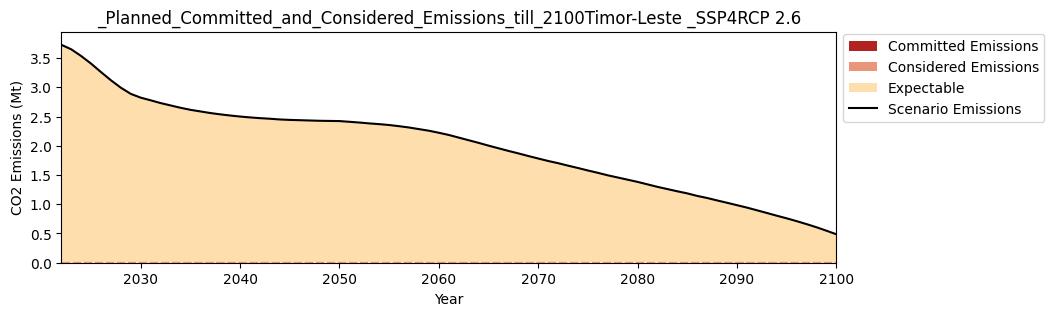 _Planned_Committed_and_Considered_Emissions_till_2100Timor-Leste _SSP4RCP 2.6
CO2 Emissions (Mt)
3.5
3.0
2.5
2.0
1.5
1.0
0.5
0.0
2030 2040 2050 2060 2070 2080 2090 2100
Year
Committed Emissions
Considered Emissions
Expectable
Scenario Emissions